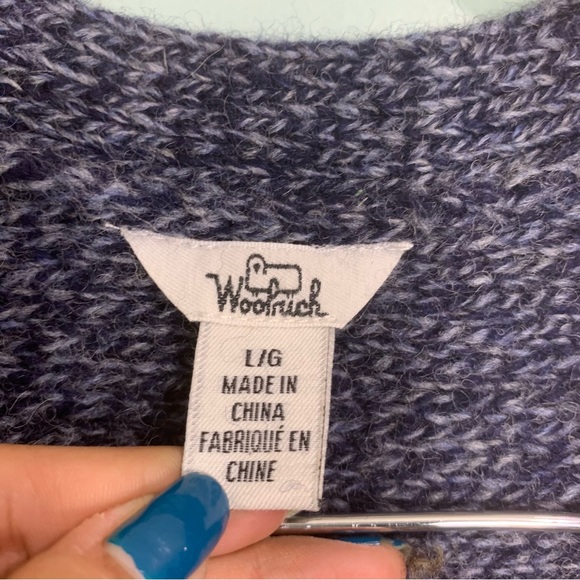 Woolrich
L/G
MADE IN
CHINA
FABRIQUÉ EN
CHINE